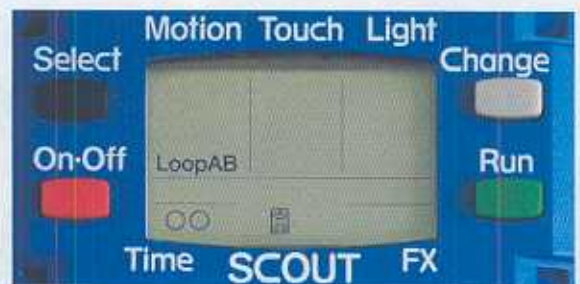 Motion Touch Light
Select
Change
On·Off
LoopAB
Run
Time
SCOUT
FX